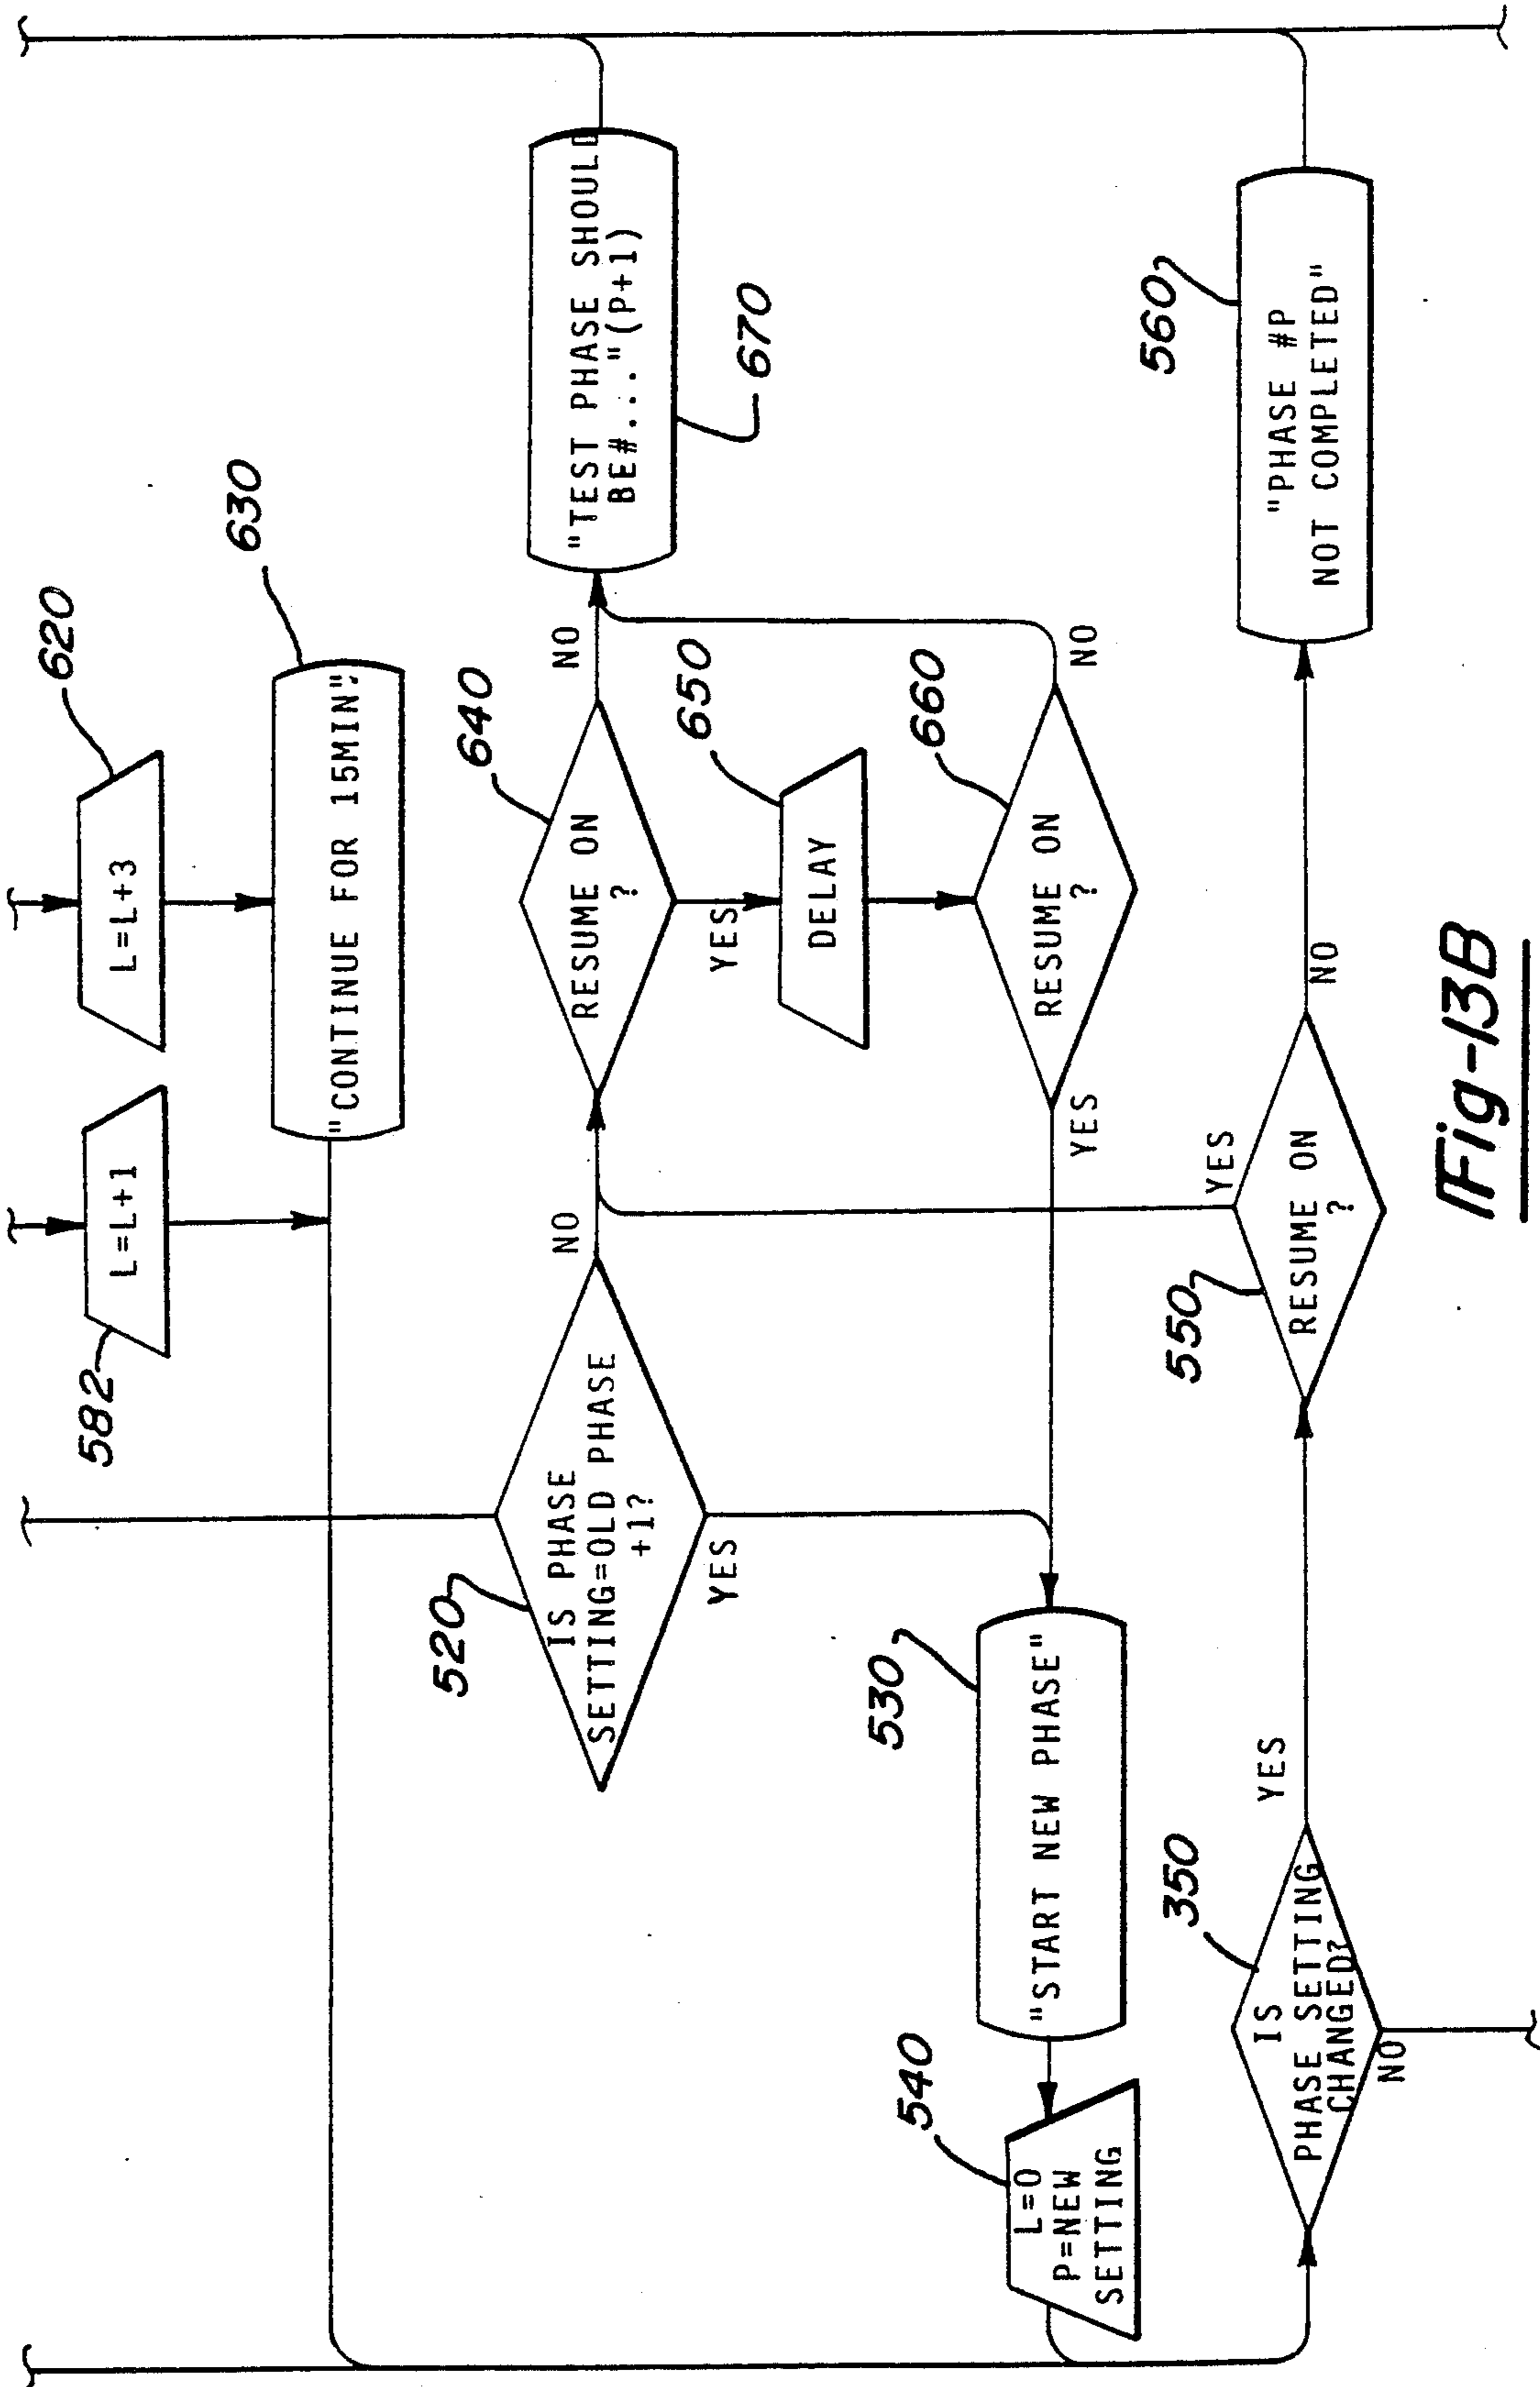 582
L=L+1
L=L+3
620
"CONTINUE FOR 15MIN"
630
520
IS PHASE
SETTING=OLD PHASE
+1?
NO
YES
RESUME ON
?
640
NO
YES
"TEST PHASE SHOULD
BE#..."(P+1)
670
DELAY
650
RESUME ON
?
660
YES
NO
540
L=0
P=NEW
SETTING
"START NEW PHASE"
530
IS
PHASE SETTING
CHANGED?
350
NO
YES
550
RESUME ON
?
YES
NO
"PHASE #P
NOT COMPLETED"
560
Fig-13B